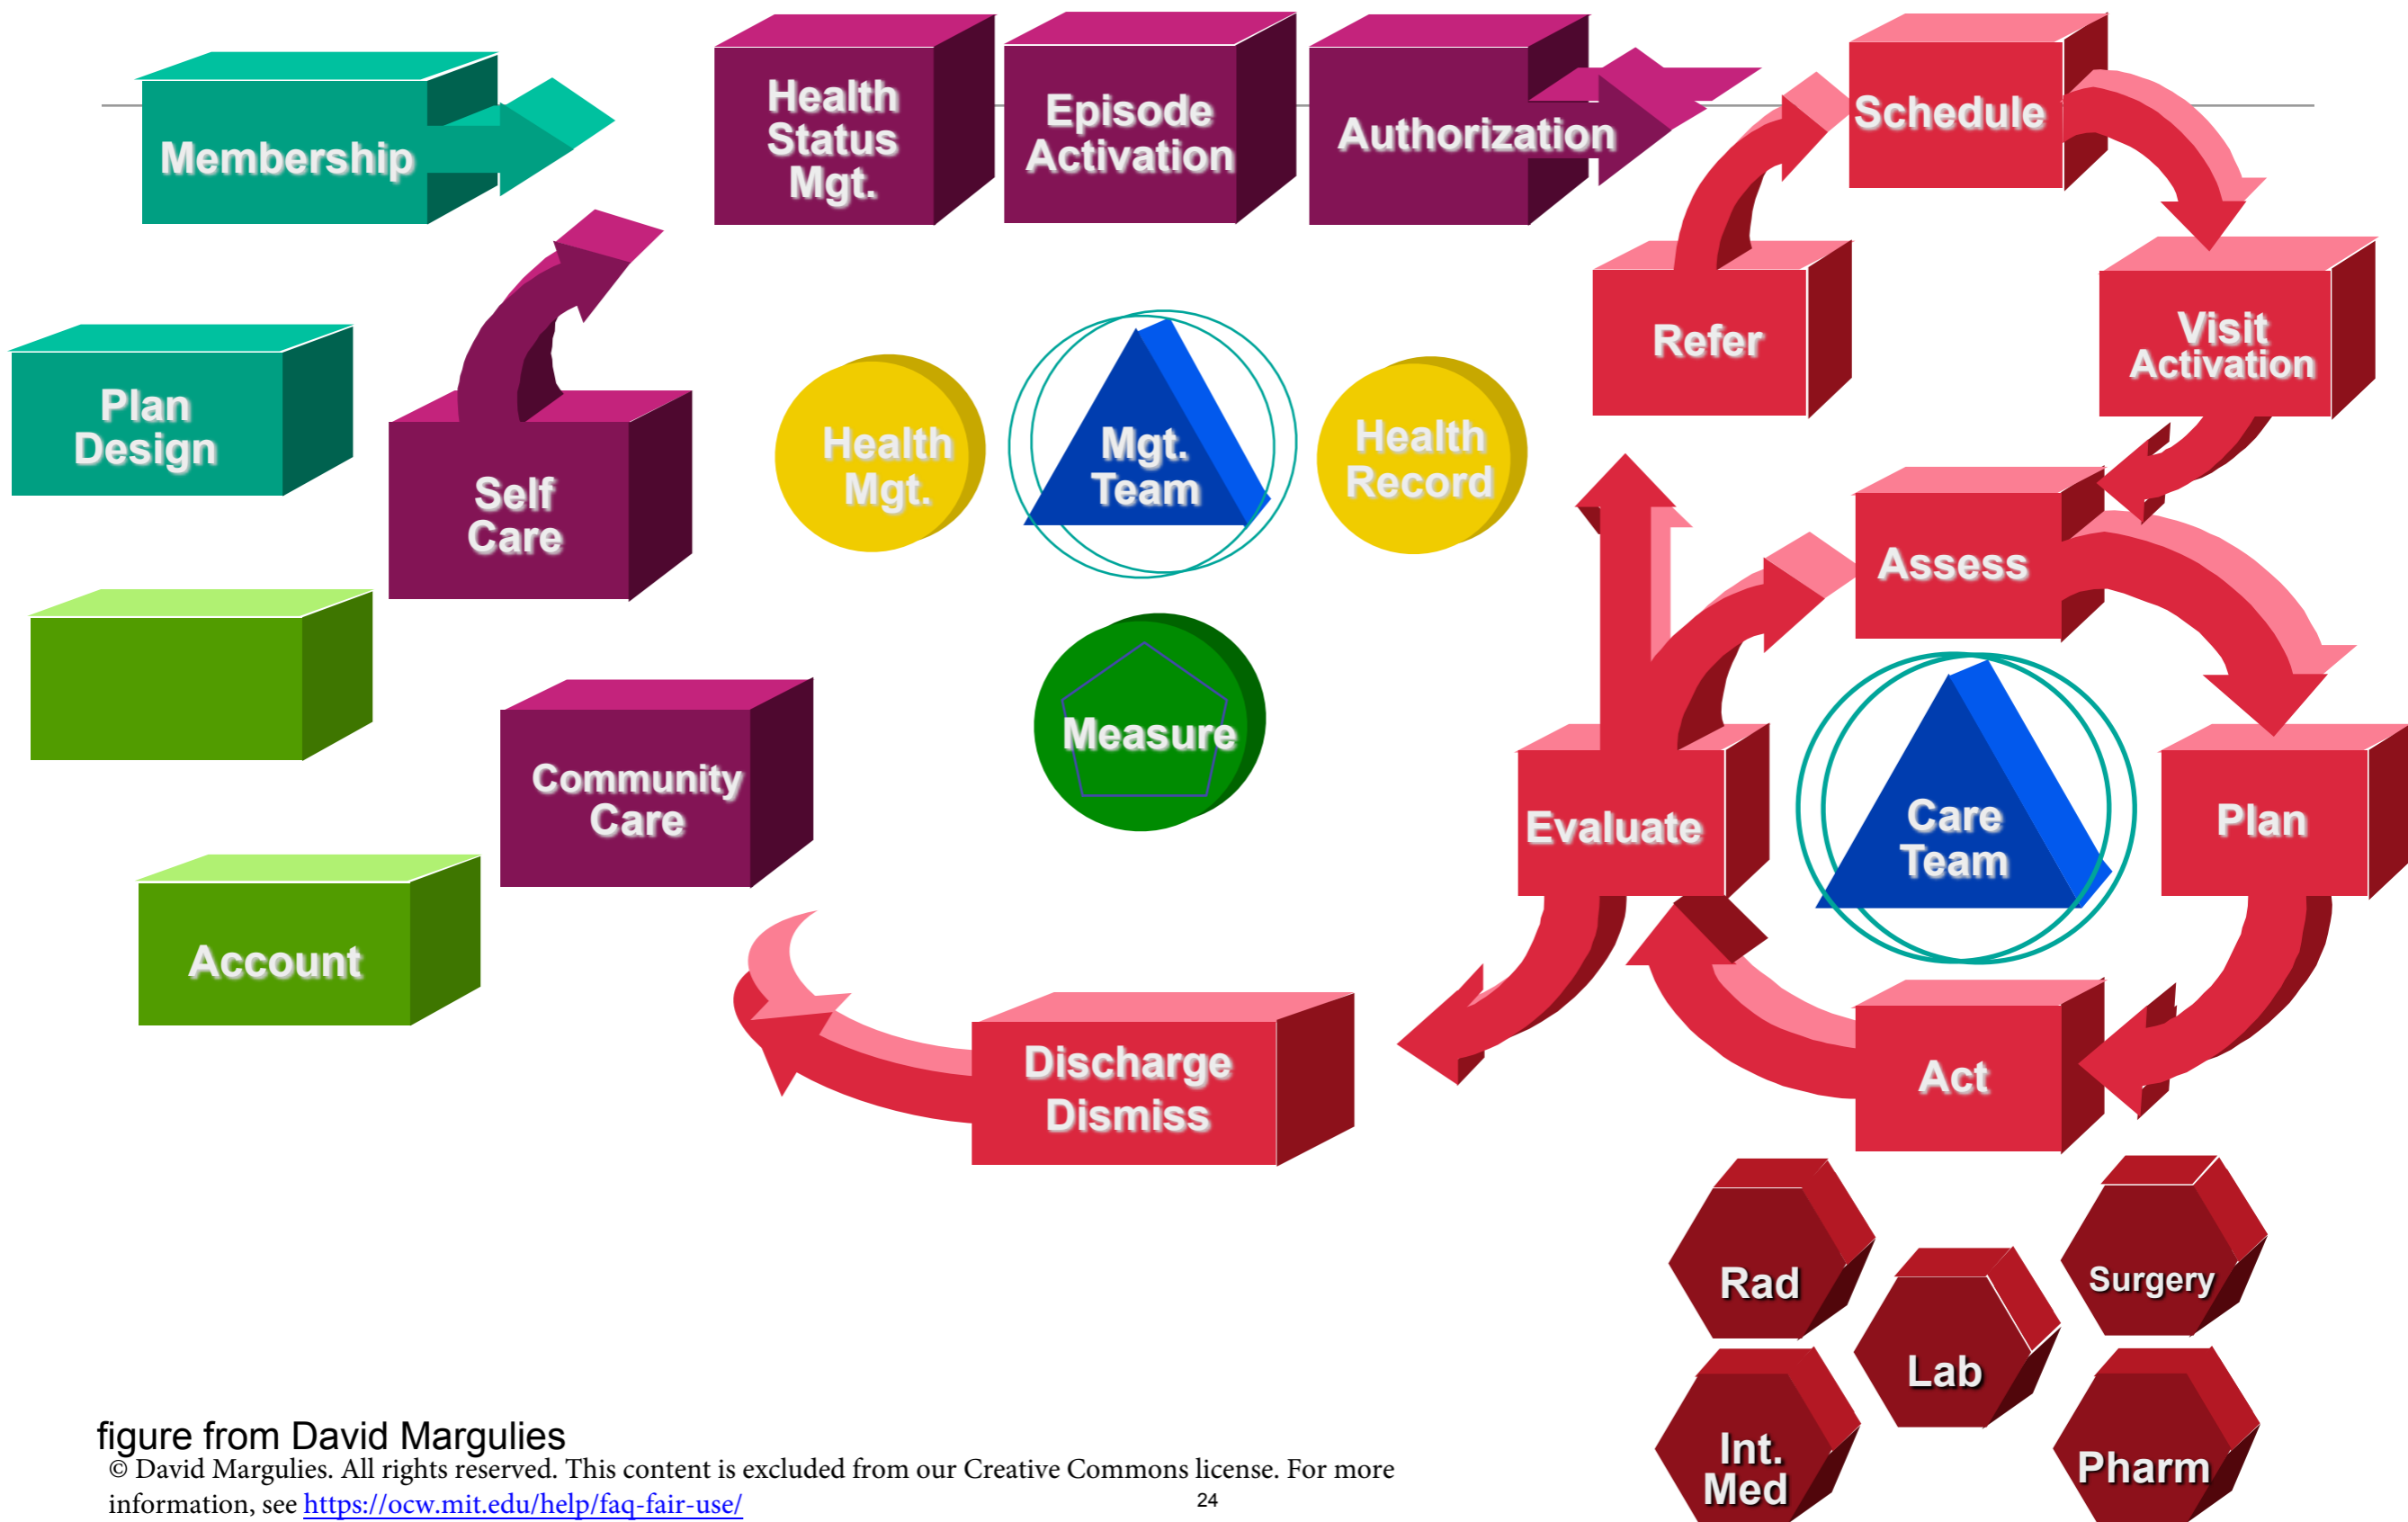 Membership
Health
Status
Mgt.
Episode
Activation
Authorization
Schedule
Plan
Design
Self
Care
Health
Mgt.
Mgt.
Team
Health
Record
Refer
Visit
Activation
Assess
Measure
Community
Care
Evaluate
Care
Team
Plan
Account
Discharge
Dismiss
Act
Rad
Surgery
Lab
Int.
Med
Pharm
figure from David Margulies
© David Margulies. All rights reserved. This content is excluded from our Creative Commons license. For more
information, see https://ocw.mit.edu/help/faq-fair-use/
24